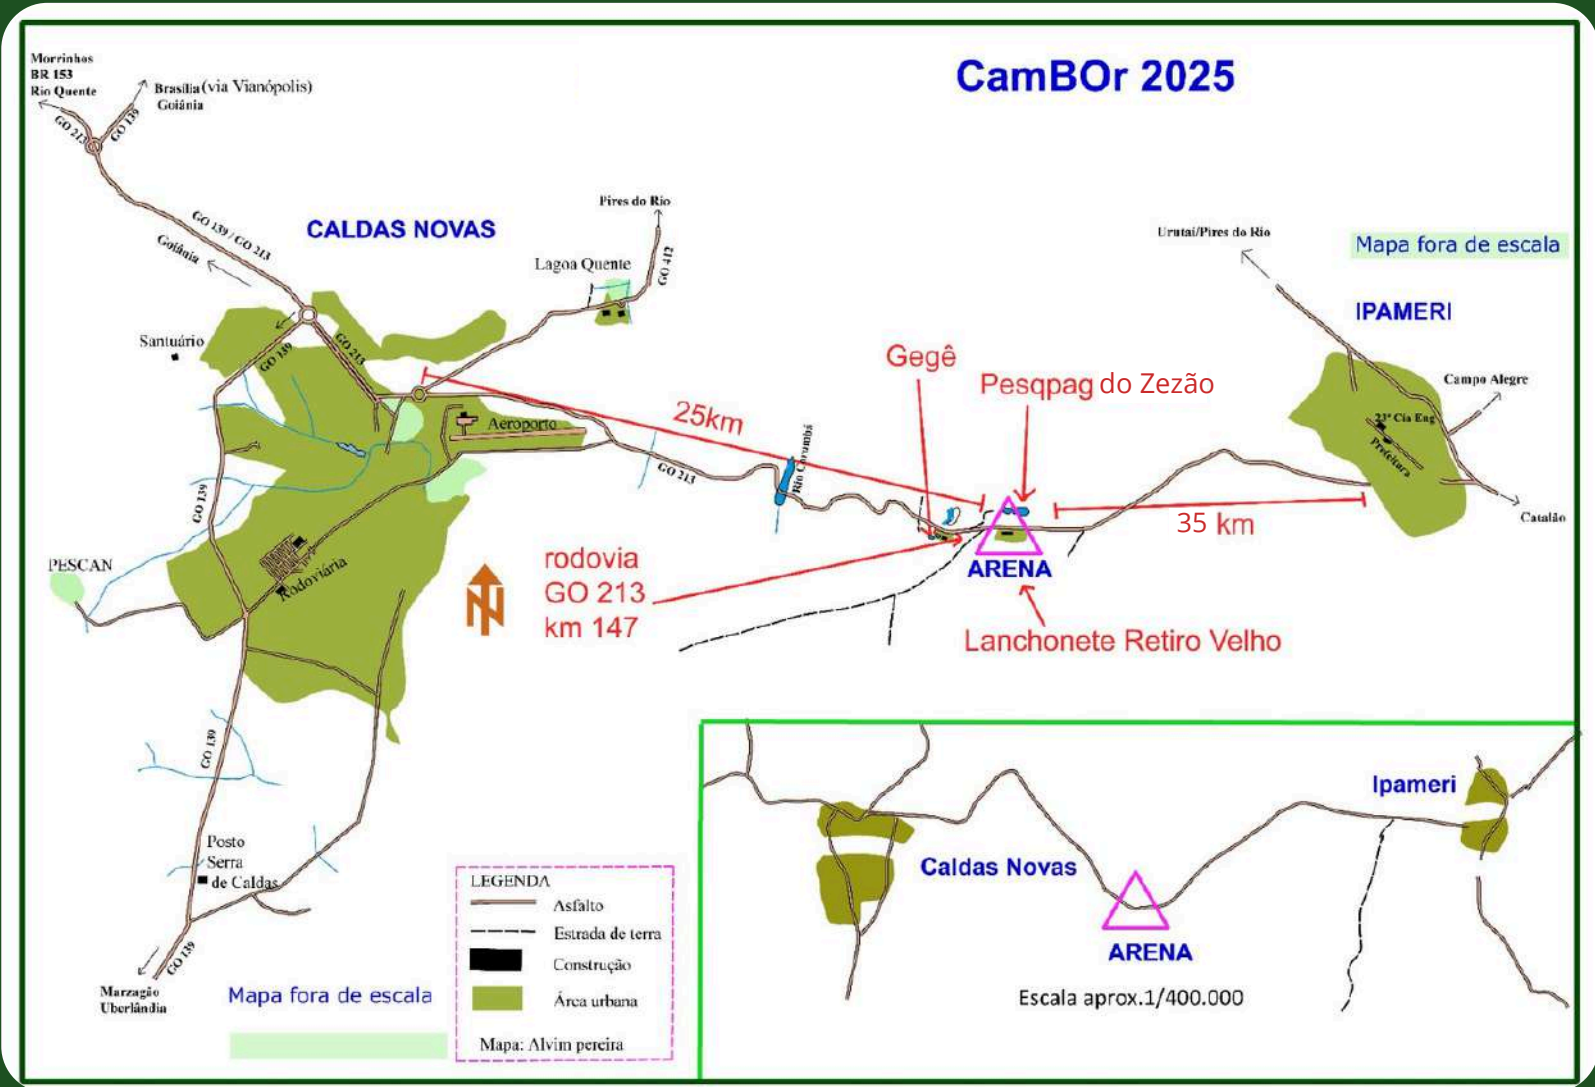 CamBOr 2025
Morrinhos
BR 153
Rio Quente
Brasília (via Vianópolis)
Goiânia
GO 213
GO 139
GO 139 / GO 213
Goiânia
CALDAS NOVAS
Pires do Rio
GO 412
Lagoa Quente
Santuário
GO 139
GO 213
Aeroporto
25km
GO 213
Rio Corumbá
Gegê
Pesqpag do Zezão
Urutaí/Pires do Rio
Mapa fora de escala
IPAMERI
Campo Alegre
23ª Cia Eng
Prefeitura
Catalão
35 km
GO 139
PESCAN
Rodoviária
N
rodovia
GO 213
km 147
ARENA
Lanchonete Retiro Velho
GO 139
Posto
Serra
de Caldas
GO 139
Marzagão
Uberlândia
Mapa fora de escala
LEGENDA
Asfalto
Estrada de terra
Construção
Área urbana
Mapa: Alvim pereira
Ipameri
Caldas Novas
ARENA
Escala aprox.1/400.000